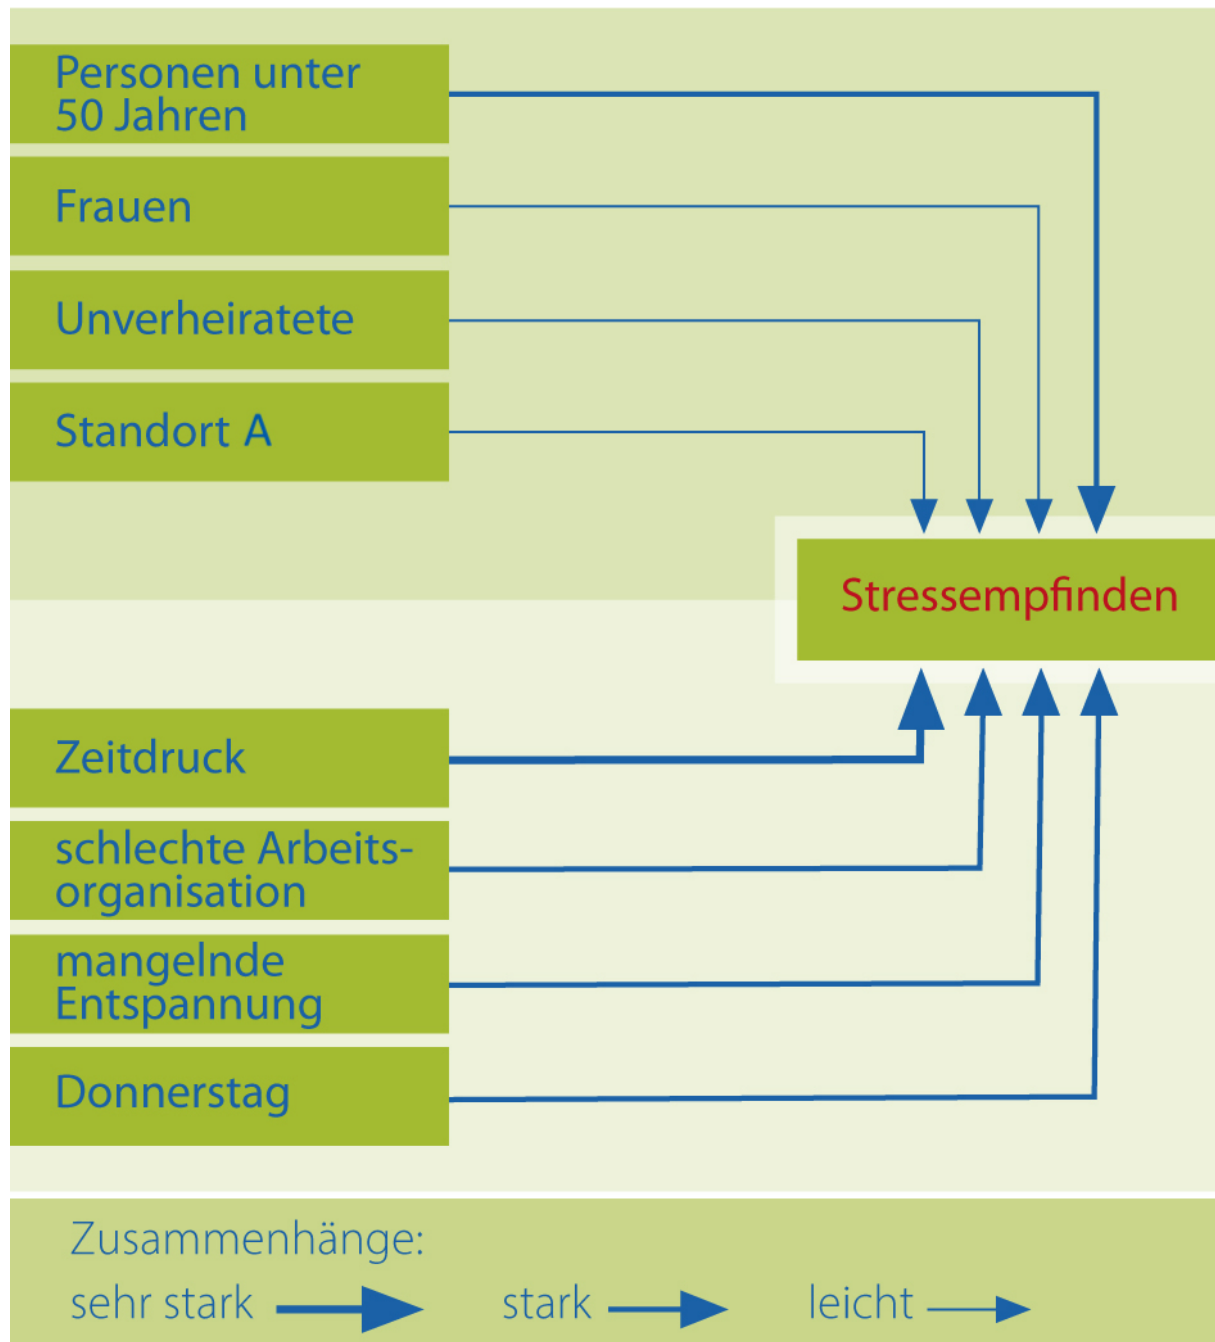 Personen unter
50 Jahren
Frauen
Unverheiratete
Standort A
Stressempfinden
Zeitdruck
schlechte Arbeits-
organisation
mangelnde
Entspannung
Donnerstag
Zusammenhänge:
sehr stark stark leicht